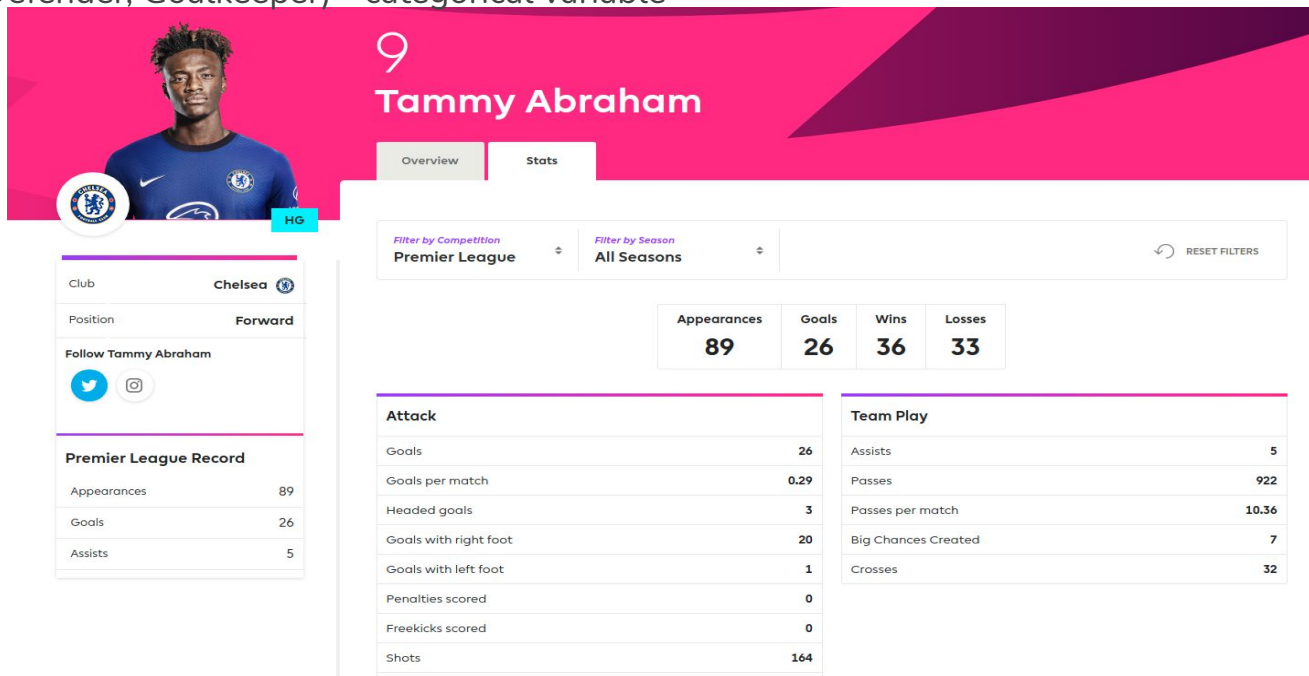 9
Tammy Abraham
Overview Stats
HG
Filter by Competition
Premier League
Filter by Season
All Seasons
RESET FILTERS
Club Chelsea
Position Forward
Follow Tammy Abraham
Appearances Goals Wins Losses
89 26 36 33
Premier League Record
Appearances 89
Goals 26
Assists 5
Attack
Goals 26
Goals per match 0.29
Headed goals 3
Goals with right foot 20
Goals with left foot 1
Penalties scored 0
Freekicks scored 0
Shots 164
Team Play
Assists 5
Passes 922
Passes per match 10.36
Big Chances Created 7
Crosses 32